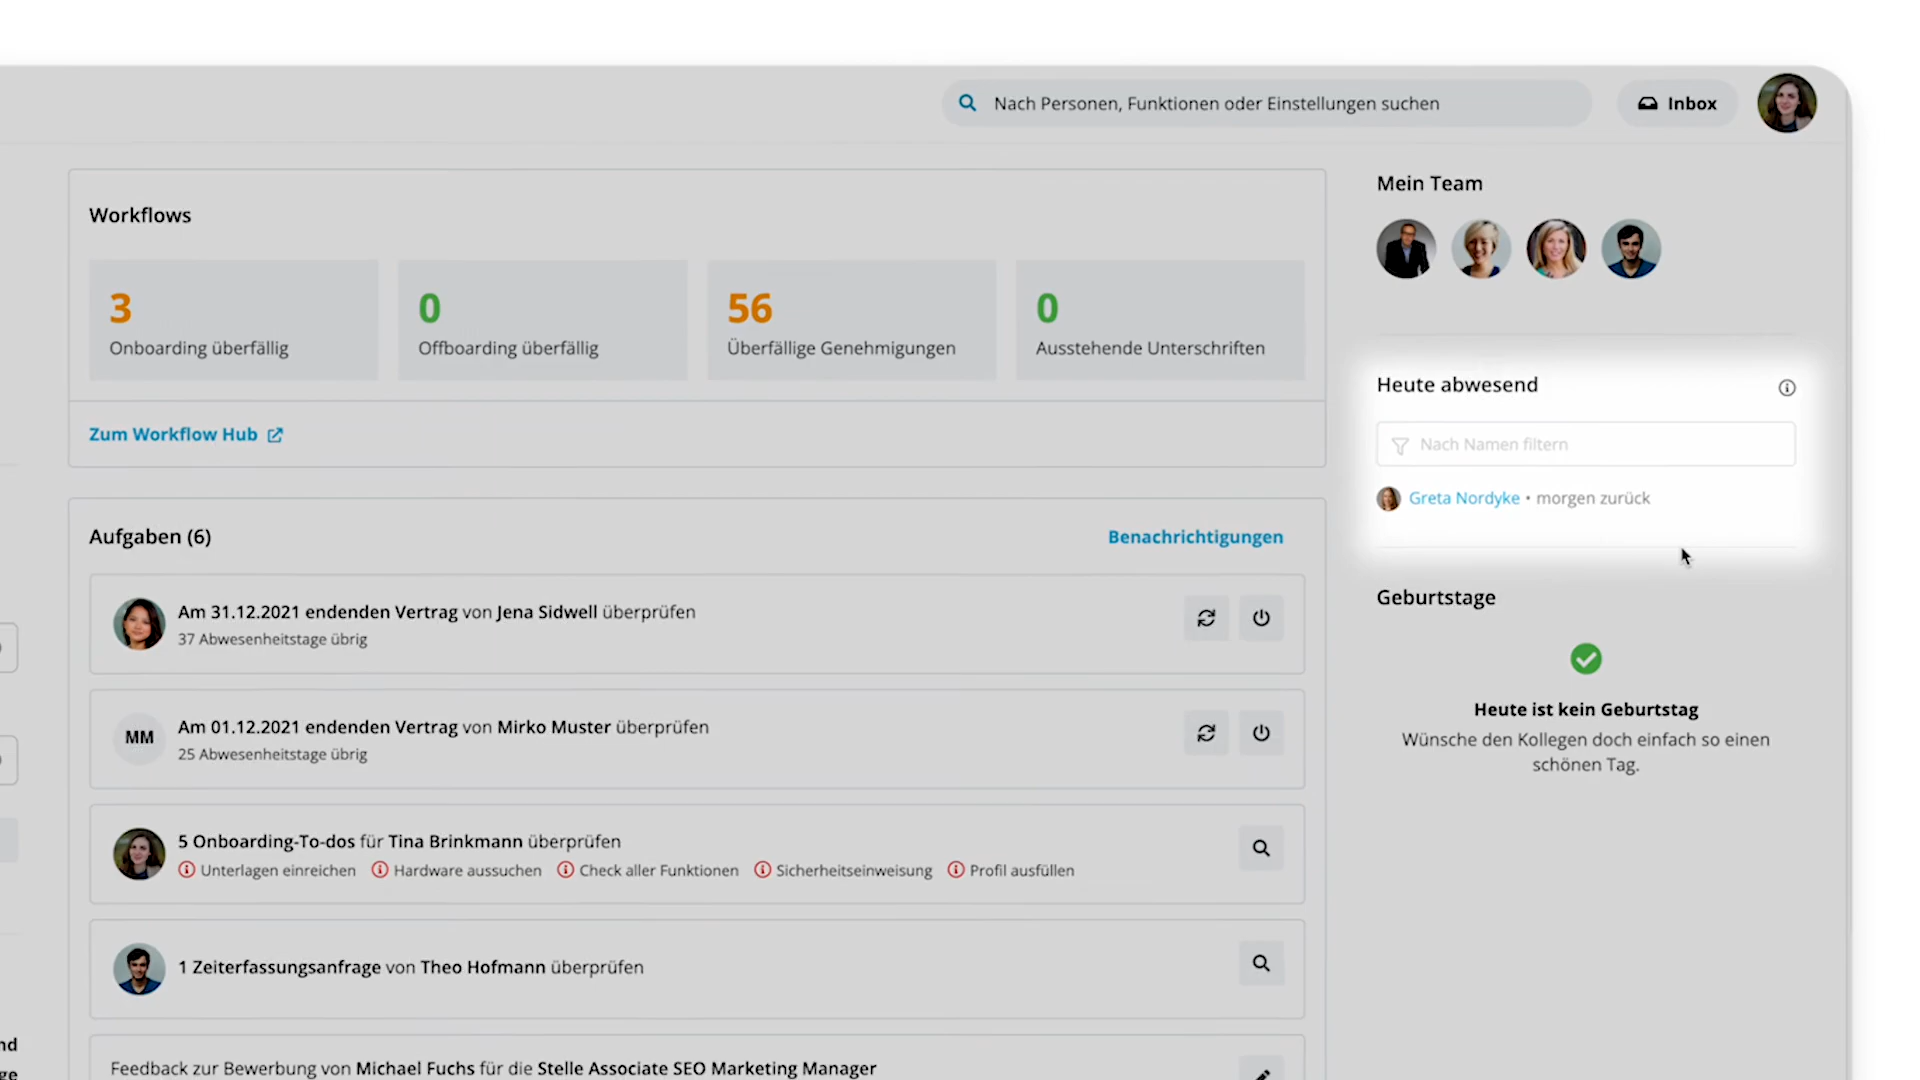 Nach Personen, Funktionen oder Einstellungen suchen
Inbox
Workflows
3
Onboarding überfällig
0
Offboarding überfällig
56
Überfällige Genehmigungen
0
Ausstehende Unterschriften
Zum Workflow Hub
Aufgaben (6)
Benachrichtigungen
Am 31.12.2021 endenden Vertrag von Jena Sidwell überprüfen
37 Abwesenheitstage übrig
MM
Am 01.12.2021 endenden Vertrag von Mirko Muster überprüfen
25 Abwesenheitstage übrig
5 Onboarding-To-dos für Tina Brinkmann überprüfen
Unterlagen einreichen Hardware aussuchen Check aller Funktionen Sicherheitseinweisung Profil ausfüllen
1 Zeiterfassungsanfrage von Theo Hofmann überprüfen
Feedback zur Bewerbung von Michael Fuchs für die Stelle Associate SEO Marketing Manager
Mein Team
Heute abwesend
Nach Namen filtern
Greta Nordyke • morgen zurück
Geburtstage
Heute ist kein Geburtstag
Wünsche den Kollegen doch einfach so einen
schönen Tag.